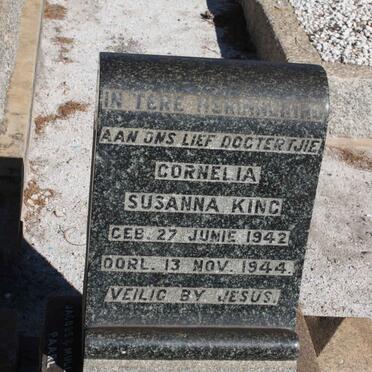 IN TERE HERINNERING
AAN ONS LIEF DOGTERTJIE
CORNELIA
SUSANNA KING
GEB. 27 JUNIE 1942
OORL. 13 NOV. 1944.
VEILIG BY JESUS.